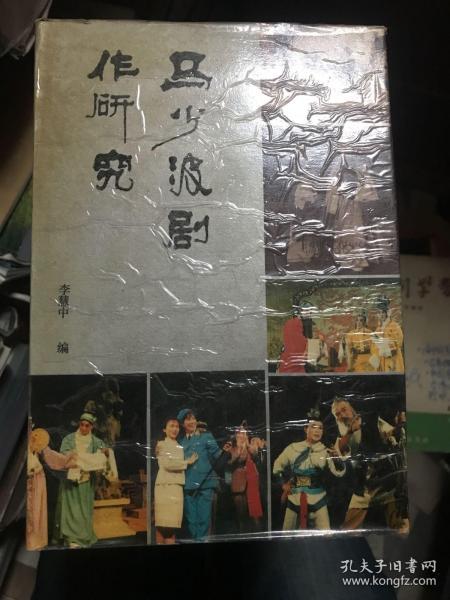 马少波剧
作研究
李慧中 编
孔夫子旧书网
www.kongfz.com